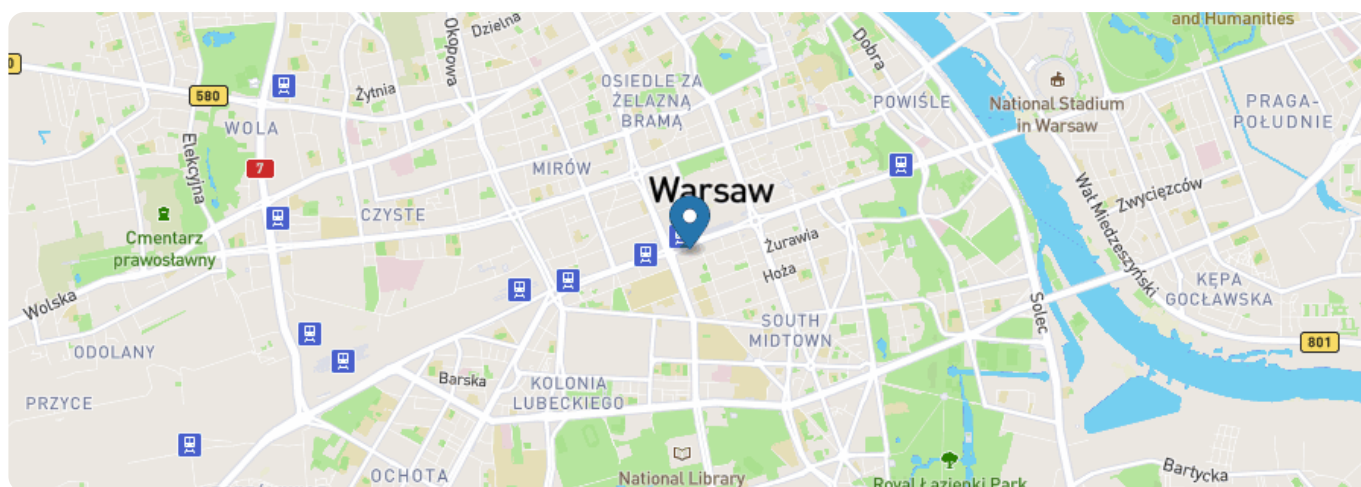 and Humanities
Dzielna
Okopowa
Dobra
0
580
Żytnia
OSIEDLE ZA
ŻELAZNĄ
BRAMĄ
POWIŚLE
National Stadium
in Warsaw
PRAGA-
POŁUDNIE
WOLA
Elekcyjna
7
MIRÓW
Warsaw
Wał Miedzeszyński
Zwycięzców
CZYSTE
Cmentarz
prawosławny
Żurawia
Hoża
Wolska
KĘPA
GOCŁAWSKA
Solec
SOUTH
MIDTOWN
801
ODOLANY
Barska
KOLONIA
LUBECKIEGO
PRZYCE
OCHOTA
National Library
Royal Łazienki Park
Bartycka